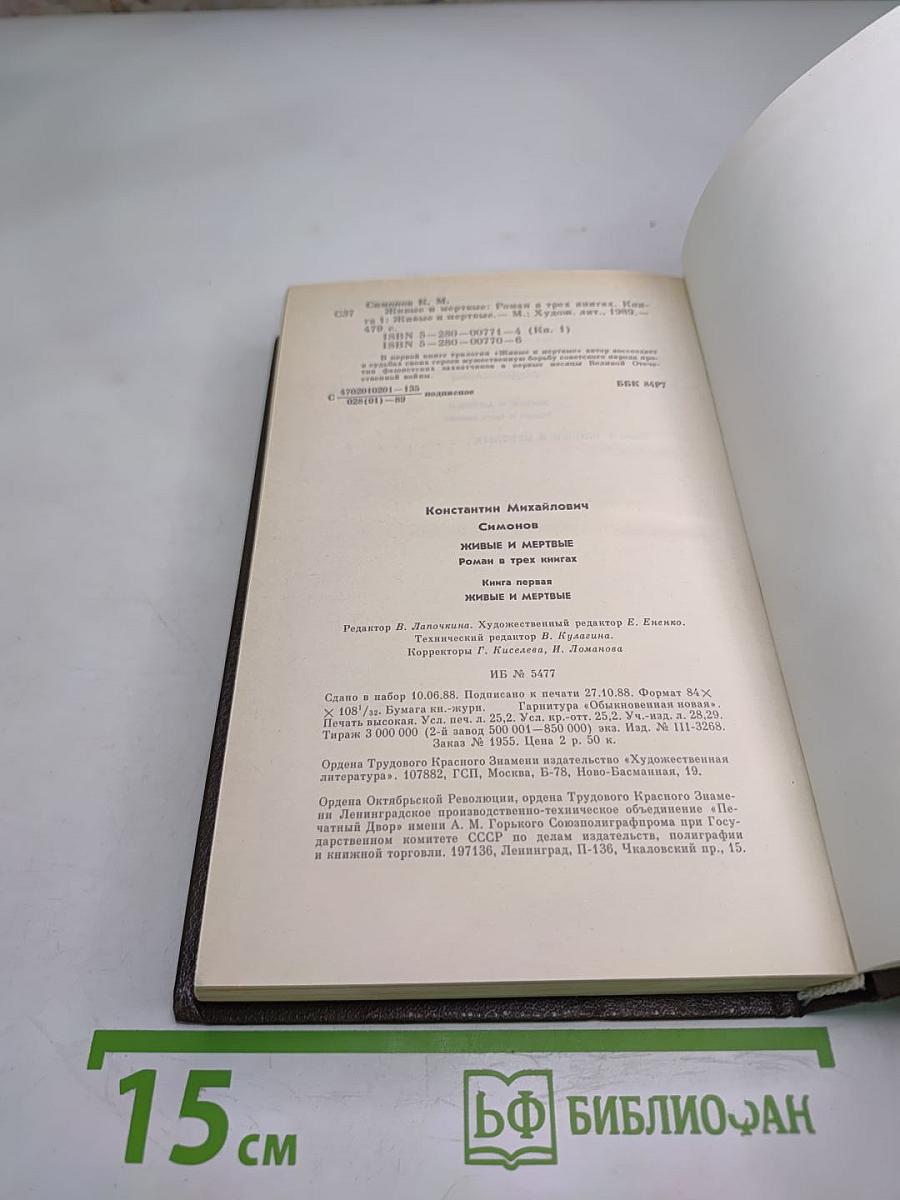 Симонов К. М.
С37 Живые и мертвые: Роман в трех книгах. Кни-
га 1: Живые и мертвые.— М.: Худож. лит., 1989.—
479 с.
ISBN 5—280—00771—4 (Кн. 1)
ISBN 5—280—00770—6
В первой книге трилогии «Живые и мертвые» автор воссоздает
в судьбах своих героев мужественную борьбу советского народа про-
тив фашистских захватчиков в первые месяцы Великой Отече-
ственной войны.
С 4702010201—135 подписное
028(01)—89
ББК 84Р7
Константин Михайлович
Симонов
ЖИВЫЕ И МЕРТВЫЕ
Роман в трех книгах
Книга первая
ЖИВЫЕ И МЕРТВЫЕ
Редактор В. Лапочкина. Художественный редактор Е. Ененко.
Технический редактор В. Кулагина.
Корректоры Г. Киселева, И. Ломанова
ИБ № 5477
Сдано в набор 10.06.88. Подписано к печати 27.10.88. Формат 84×
× 108¹/₃₂. Бумага кн.-журн. Гарнитура «Обыкновенная новая».
Печать высокая. Усл. печ. л. 25,2. Усл. кр.-отт. 25,2. Уч.-изд. л. 28,29.
Тираж 3 000 000 (2-й завод 500 001—850 000) экз. Изд. № III-3268.
Заказ № 1955. Цена 2 р. 50 к.
Ордена Трудового Красного Знамени издательство «Художественная
литература». 107882, ГСП, Москва, Б-78, Ново-Басманная, 19.
Ордена Октябрьской Революции, ордена Трудового Красного Знаме-
ни Ленинградское производственно-техническое объединение «Пе-
чатный Двор» имени А. М. Горького Союзполиграфпрома при Госу-
дарственном комитете СССР по делам издательств, полиграфии
и книжной торговли. 197136, Ленинград, П-136, Чкаловский пр., 15.
15 см
БФ БИБЛИОФАН